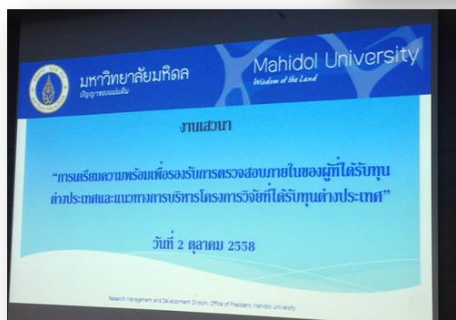 มหาวิทยาลัยมหิดล
ปัญญาของแผ่นดิน
Mahidol University
Wisdom of the Land
งานเสวนา
“การเตรียมความพร้อมเพื่อรองรับการตรวจสอบภายในของผู้ที่ได้รับทุน
ต่างประเทศและแนวทางการบริหารโครงการวิจัยที่ได้รับทุนต่างประเทศ”
วันที่ 2 ตุลาคม 2558
Research Management and Development Division, Office of President, Mahidol University